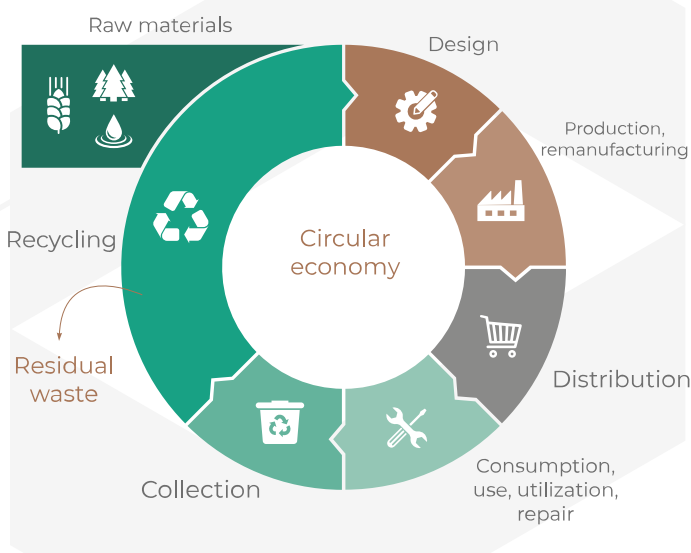 Raw materials
Design
Production,
remanufacturing
Recycling
Circular
economy
Residual
waste
Distribution
Collection
Consumption,
use, utilization,
repair